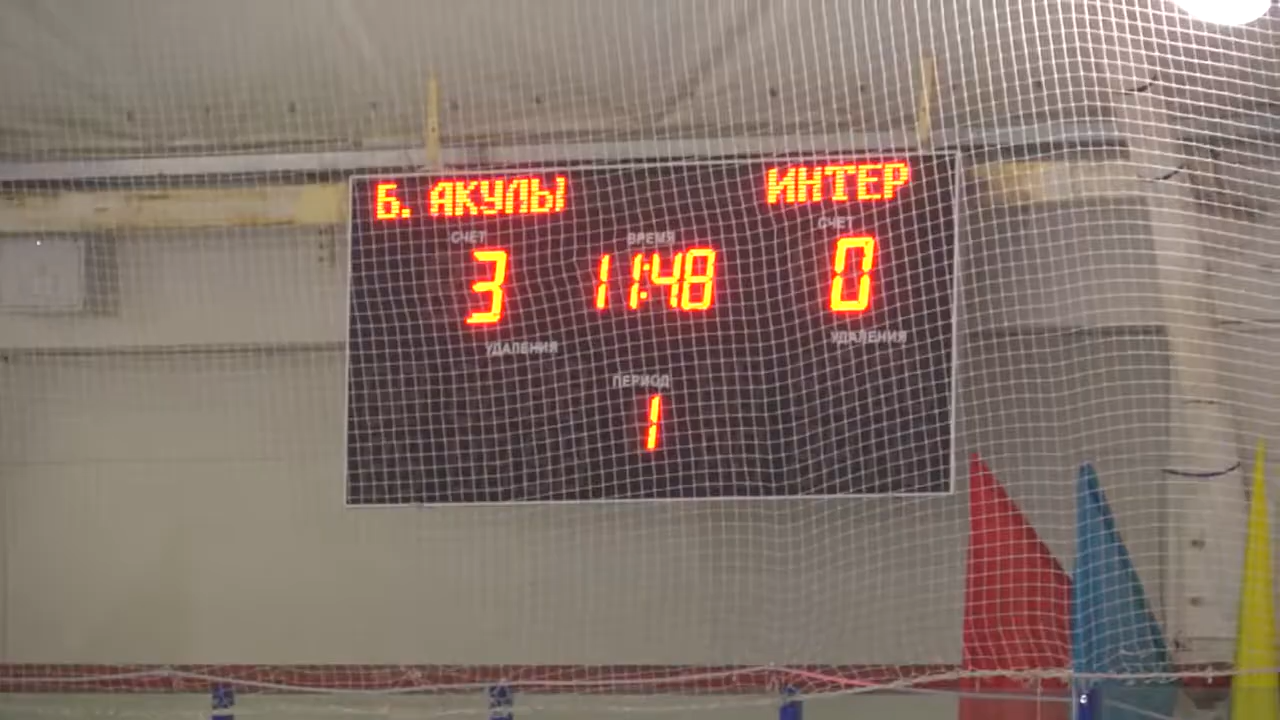 Б. АКУЛЫ ИНТЕР
СЧЕТ ВРЕМЯ СЧЕТ
3 11:48 0
УДАЛЕНИЯ УДАЛЕНИЯ
ПЕРИОД
1